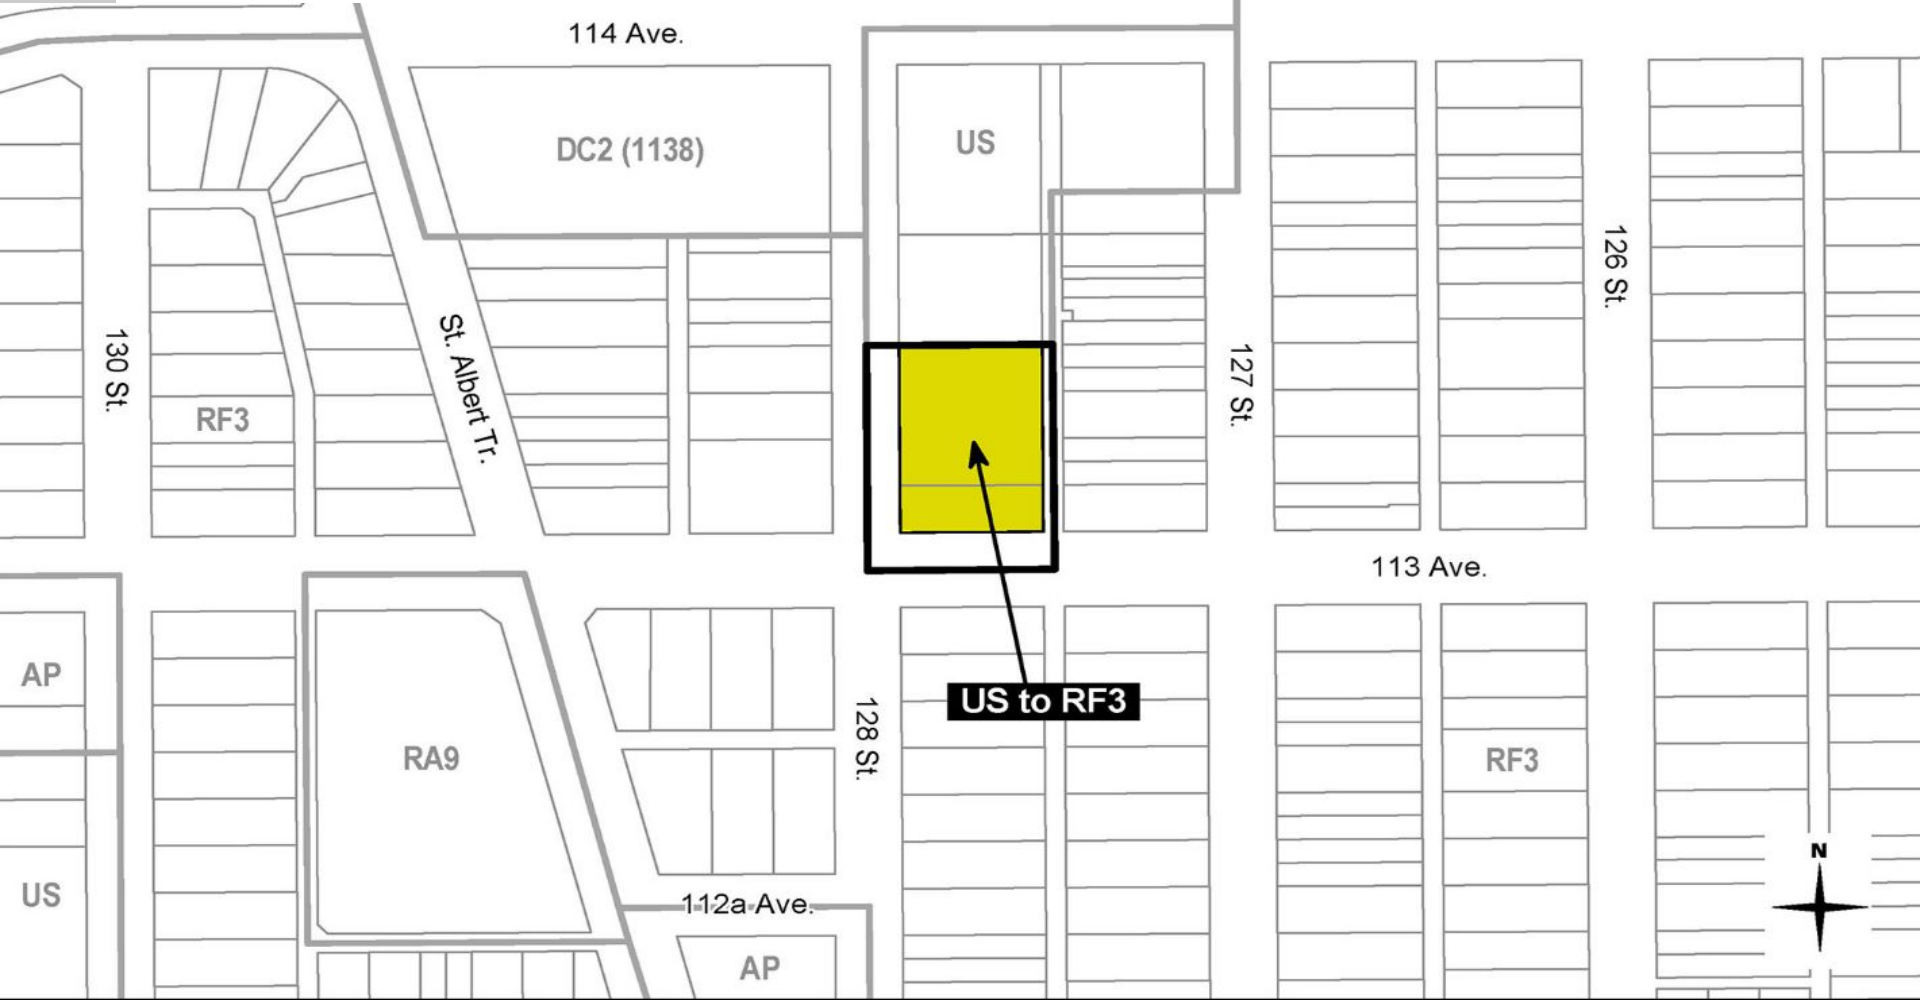 114 Ave.
DC2 (1138)
US
126 St.
130 St.
St. Albert Tr.
127 St.
RF3
113 Ave.
AP
US to RF3
128 St.
RA9
RF3
N
US
112a Ave.
AP